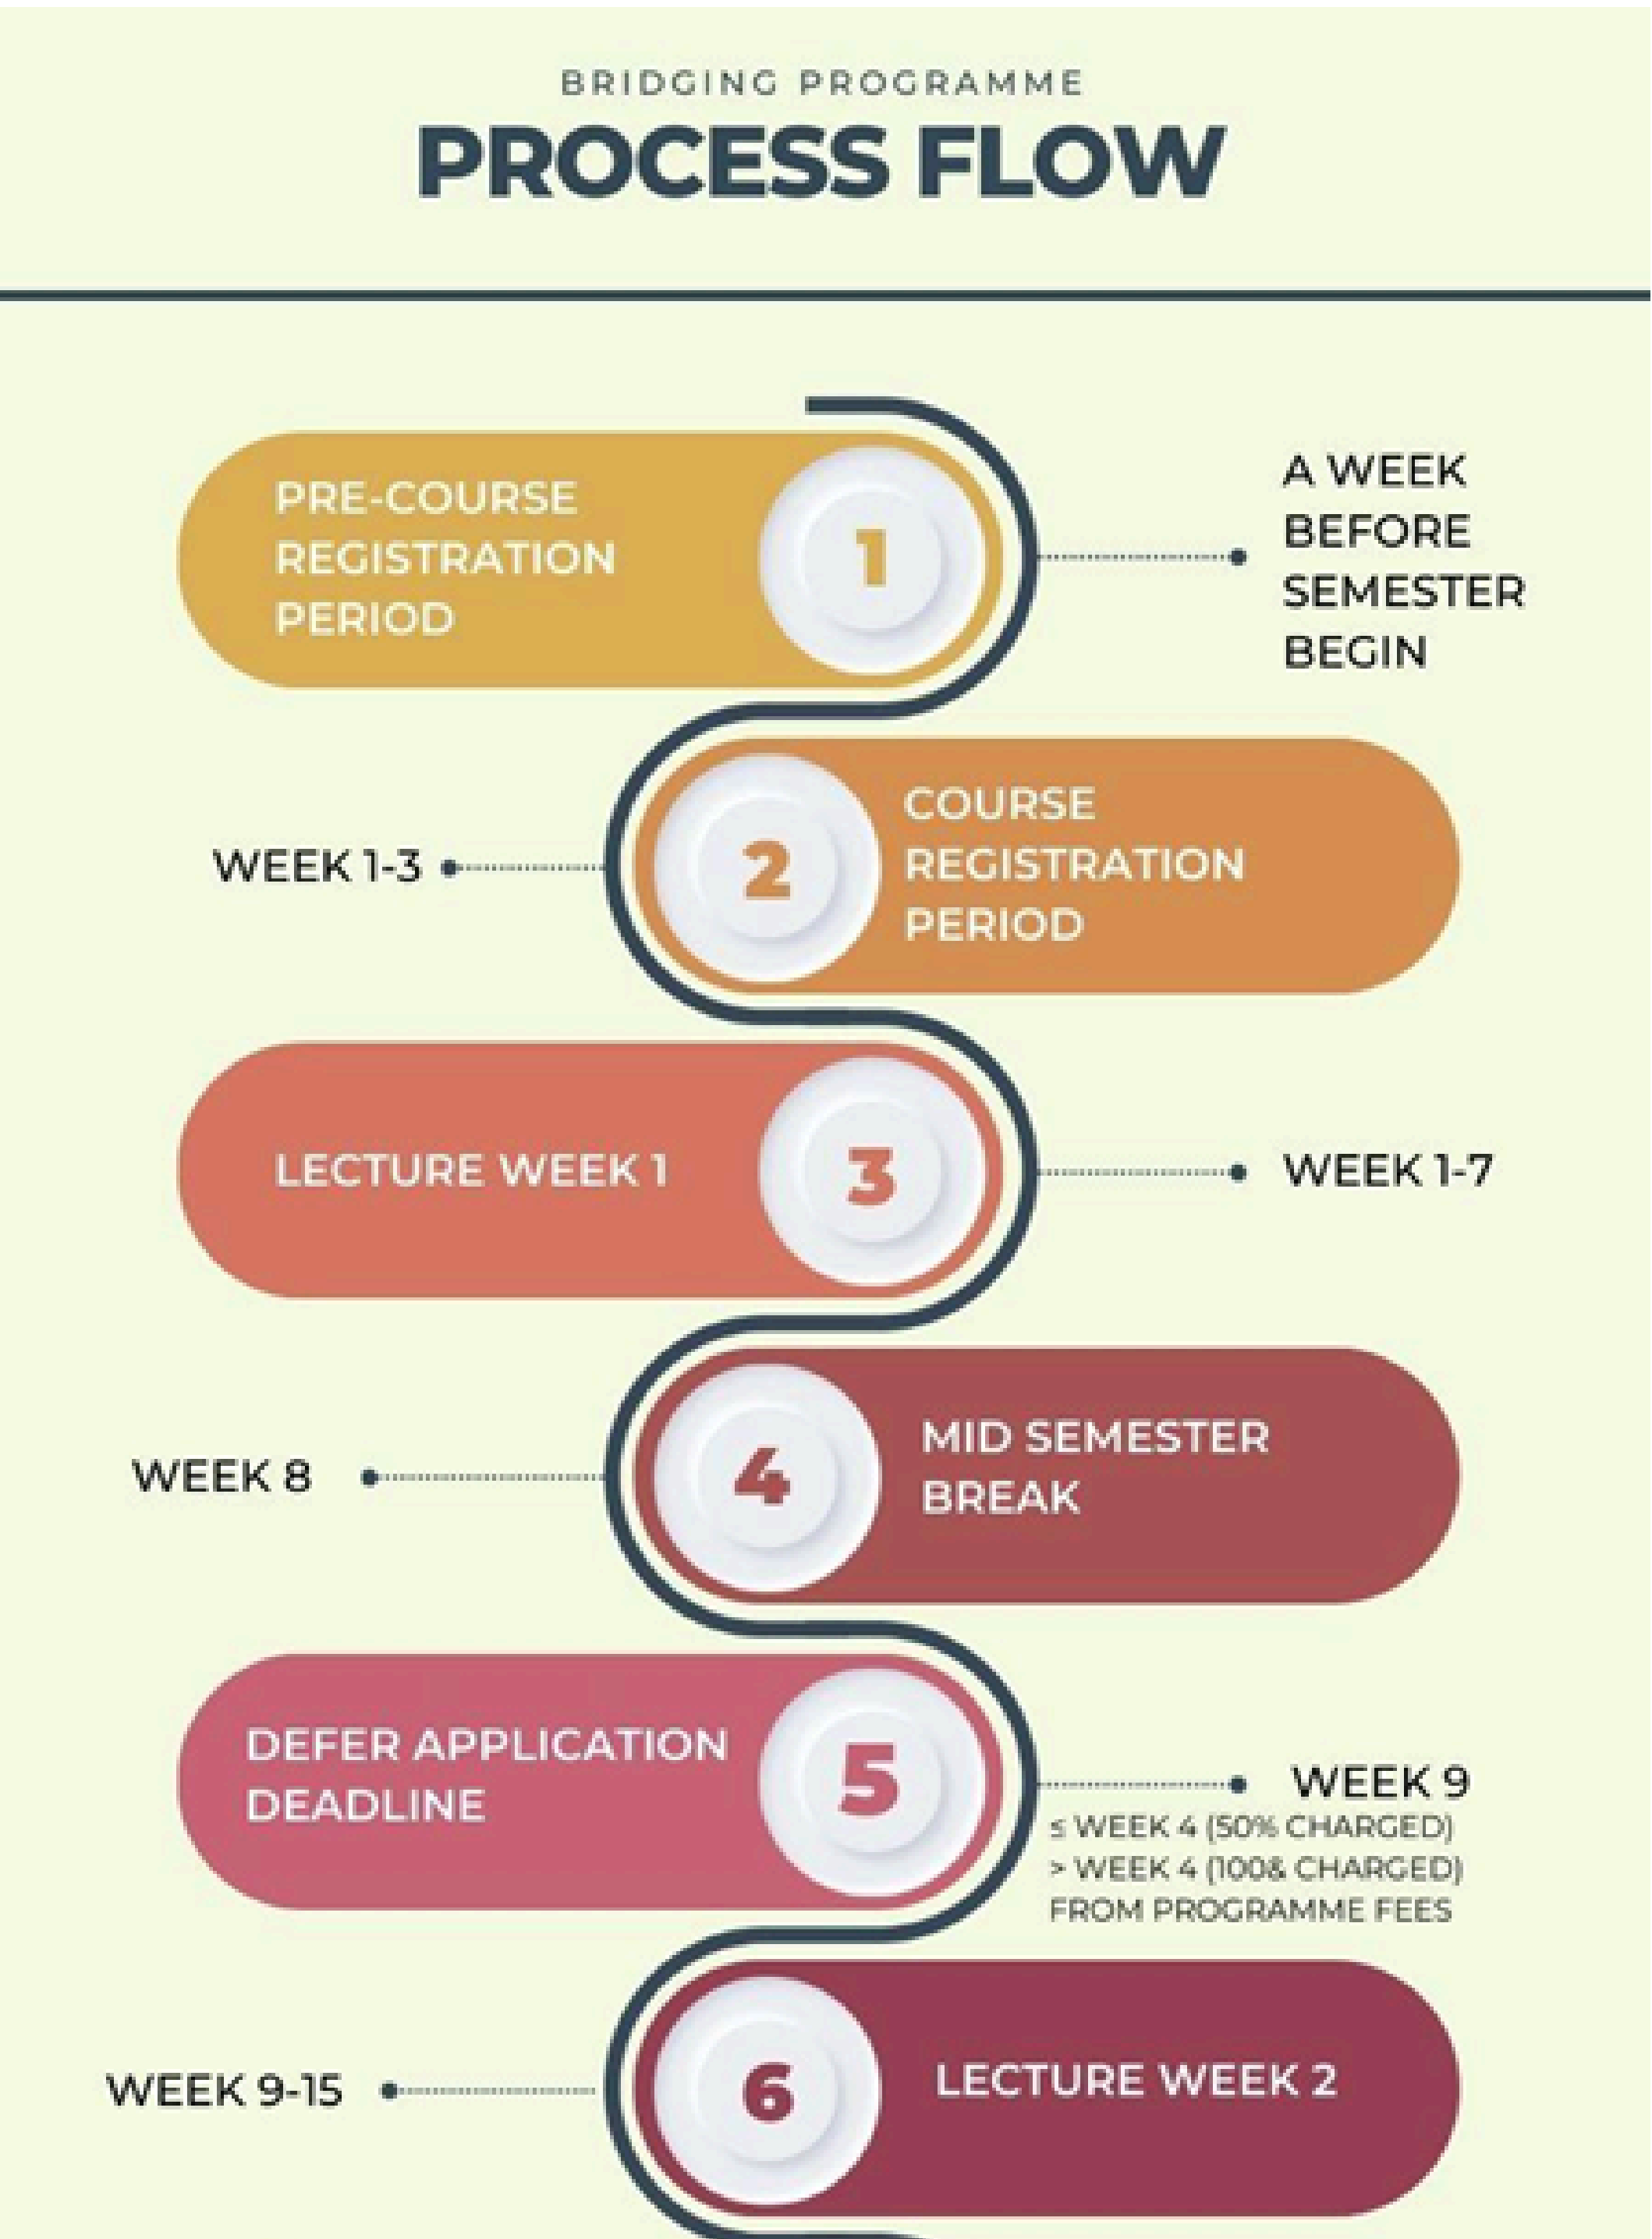 BRIDGING PROGRAMME
PROCESS FLOW
PRE-COURSE
REGISTRATION
PERIOD
1
A WEEK
BEFORE
SEMESTER
BEGIN
WEEK 1-3
2
COURSE
REGISTRATION
PERIOD
LECTURE WEEK 1
3
WEEK 1-7
WEEK 8
4
MID SEMESTER
BREAK
DEFER APPLICATION
DEADLINE
5
WEEK 9
≤ WEEK 4 (50% CHARGED)
> WEEK 4 (100& CHARGED)
FROM PROGRAMME FEES
WEEK 9-15
6
LECTURE WEEK 2